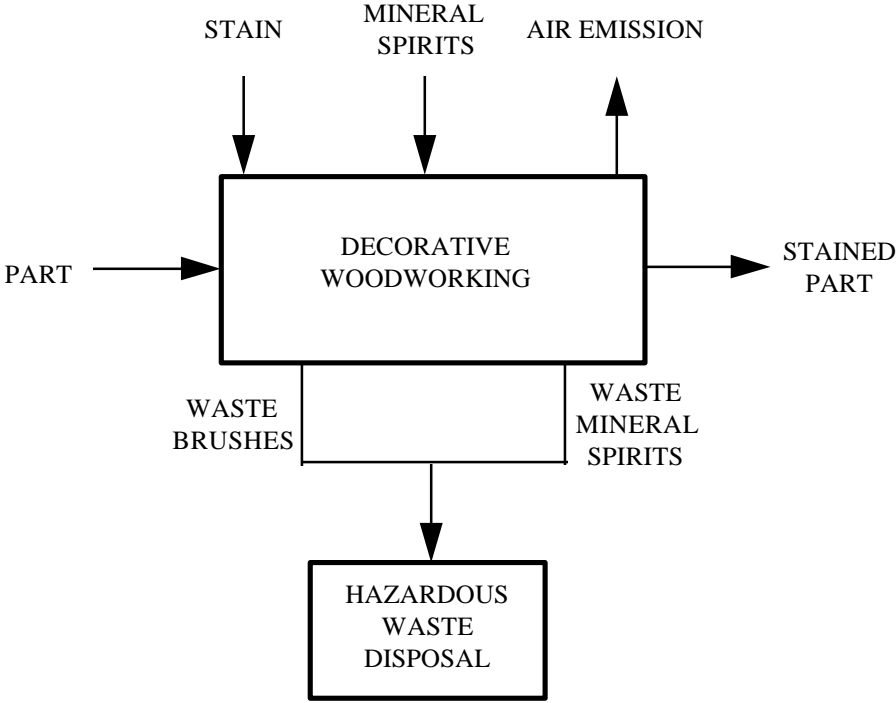 STAIN
MINERAL
SPIRITS
AIR EMISSION
PART
DECORATIVE
WOODWORKING
STAINED
PART
WASTE
BRUSHES
WASTE
MINERAL
SPIRITS
HAZARDOUS
WASTE
DISPOSAL